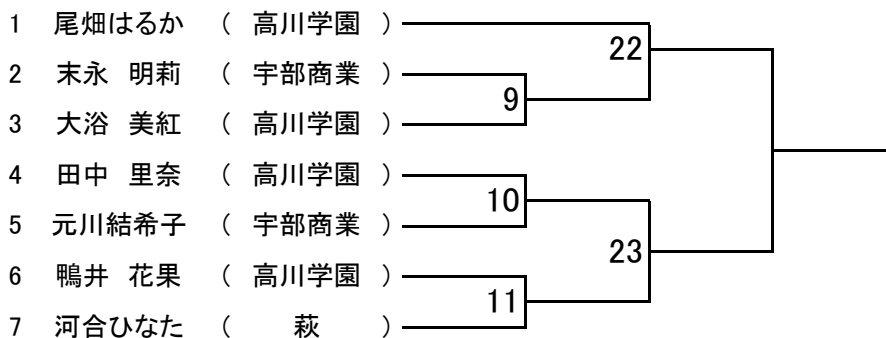 1 尾畑はるか ( 高川学園 )
22
2 末永 明莉 ( 宇部商業 )
9
3 大浴 美紅 ( 高川学園 )
4 田中 里奈 ( 高川学園 )
10
5 元川結希子 ( 宇部商業 )
23
6 鴨井 花果 ( 高川学園 )
11
7 河合ひなた ( 萩 )